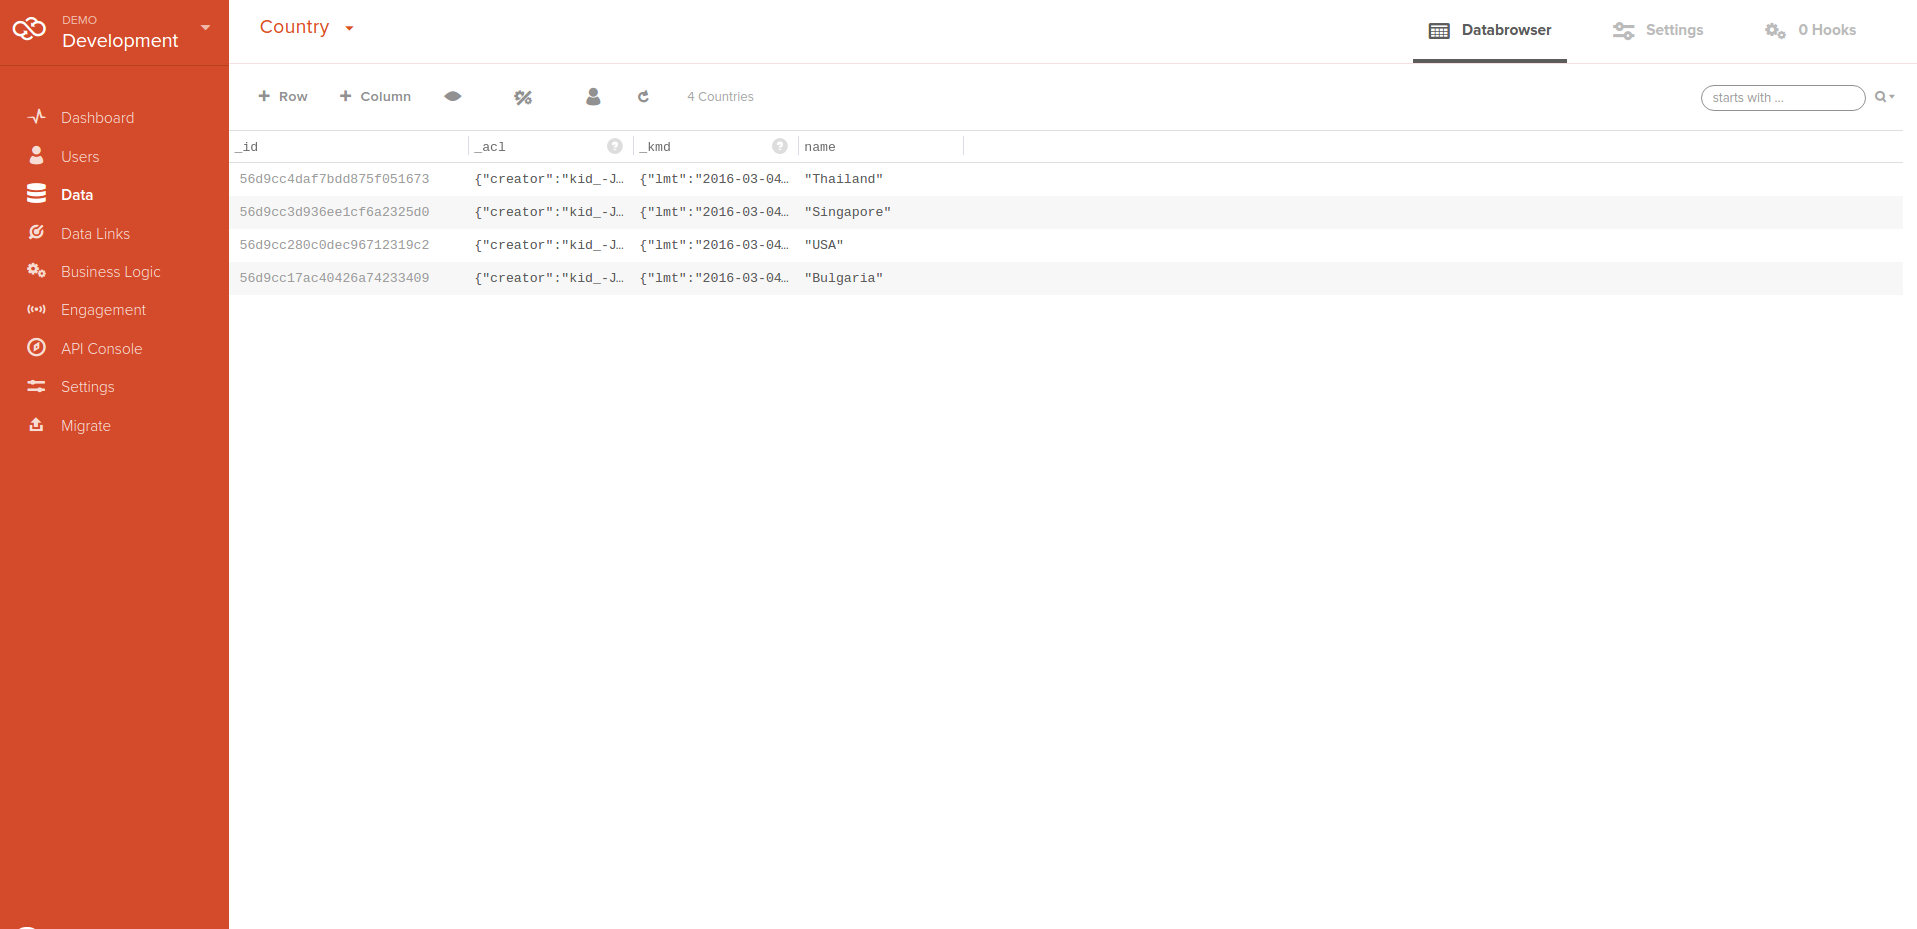 DEMO
Development
Dashboard
Users
Data
Data Links
Business Logic
Engagement
API Console
Settings
Migrate
Country
Databrowser
Settings
0 Hooks
+ Row
+ Column
4 Countries
starts with ...
_id _acl ? _kmd ? name
56d9cc4daf7bdd875f051673 {"creator":"kid_-J… {"lmt":"2016-03-04… "Thailand"
56d9cc3d936ee1cf6a2325d0 {"creator":"kid_-J… {"lmt":"2016-03-04… "Singapore"
56d9cc280c0dec96712319c2 {"creator":"kid_-J… {"lmt":"2016-03-04… "USA"
56d9cc17ac40426a74233409 {"creator":"kid_-J… {"lmt":"2016-03-04… "Bulgaria"